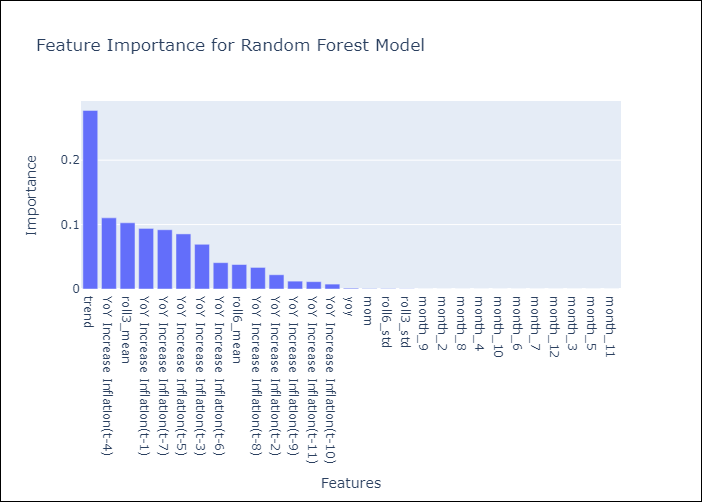 Feature Importance for Random Forest Model
Importance
0.2
0.1
0
trend
YoY Increase Inflation(t-4)
roll3_mean
YoY Increase Inflation(t-1)
YoY Increase Inflation(t-7)
YoY Increase Inflation(t-5)
YoY Increase Inflation(t-3)
YoY Increase Inflation(t-6)
roll6_mean
YoY Increase Inflation(t-8)
YoY Increase Inflation(t-2)
YoY Increase Inflation(t-9)
YoY Increase Inflation(t-11)
YoY Increase Inflation(t-10)
yoy
mom
roll6_std
roll3_std
month_9
month_2
month_8
month_4
month_10
month_6
month_7
month_12
month_3
month_5
month_11
Features